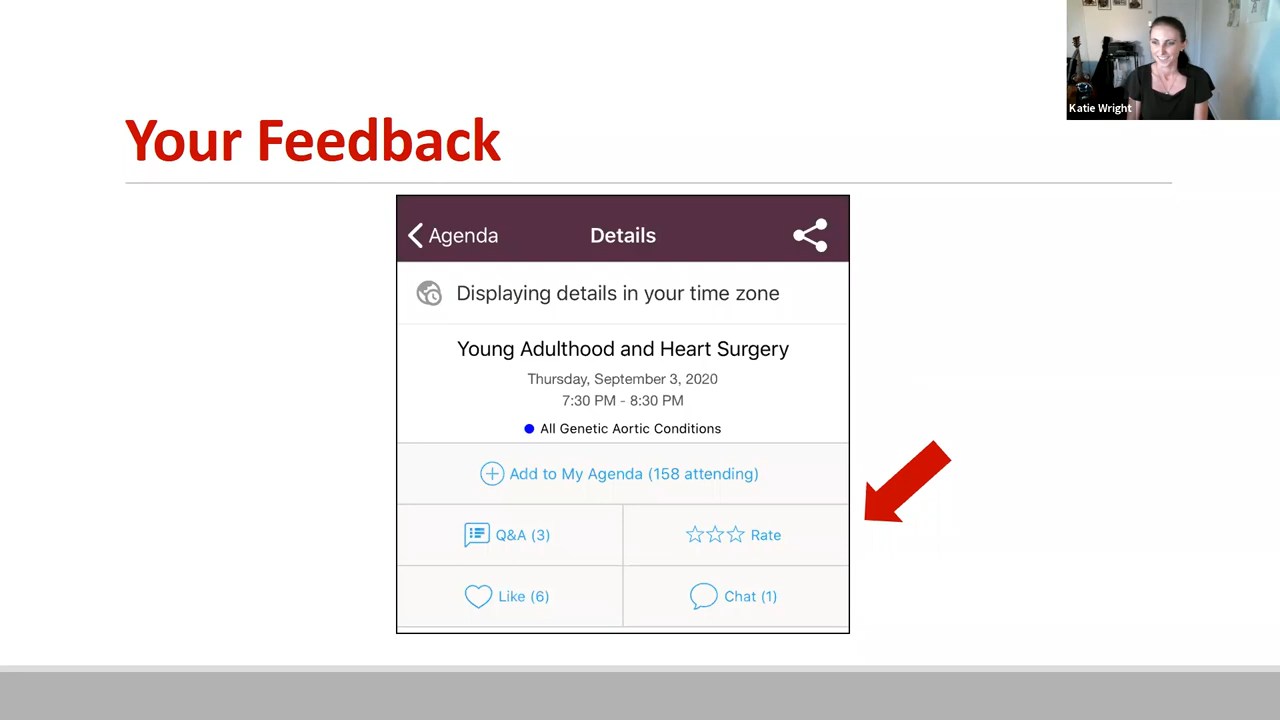 Katie Wright
Your Feedback
Agenda
Details
Displaying details in your time zone
Young Adulthood and Heart Surgery
Thursday, September 3, 2020
7:30 PM - 8:30 PM
All Genetic Aortic Conditions
Add to My Agenda (158 attending)
Q&A (3)
Rate
Like (6)
Chat (1)